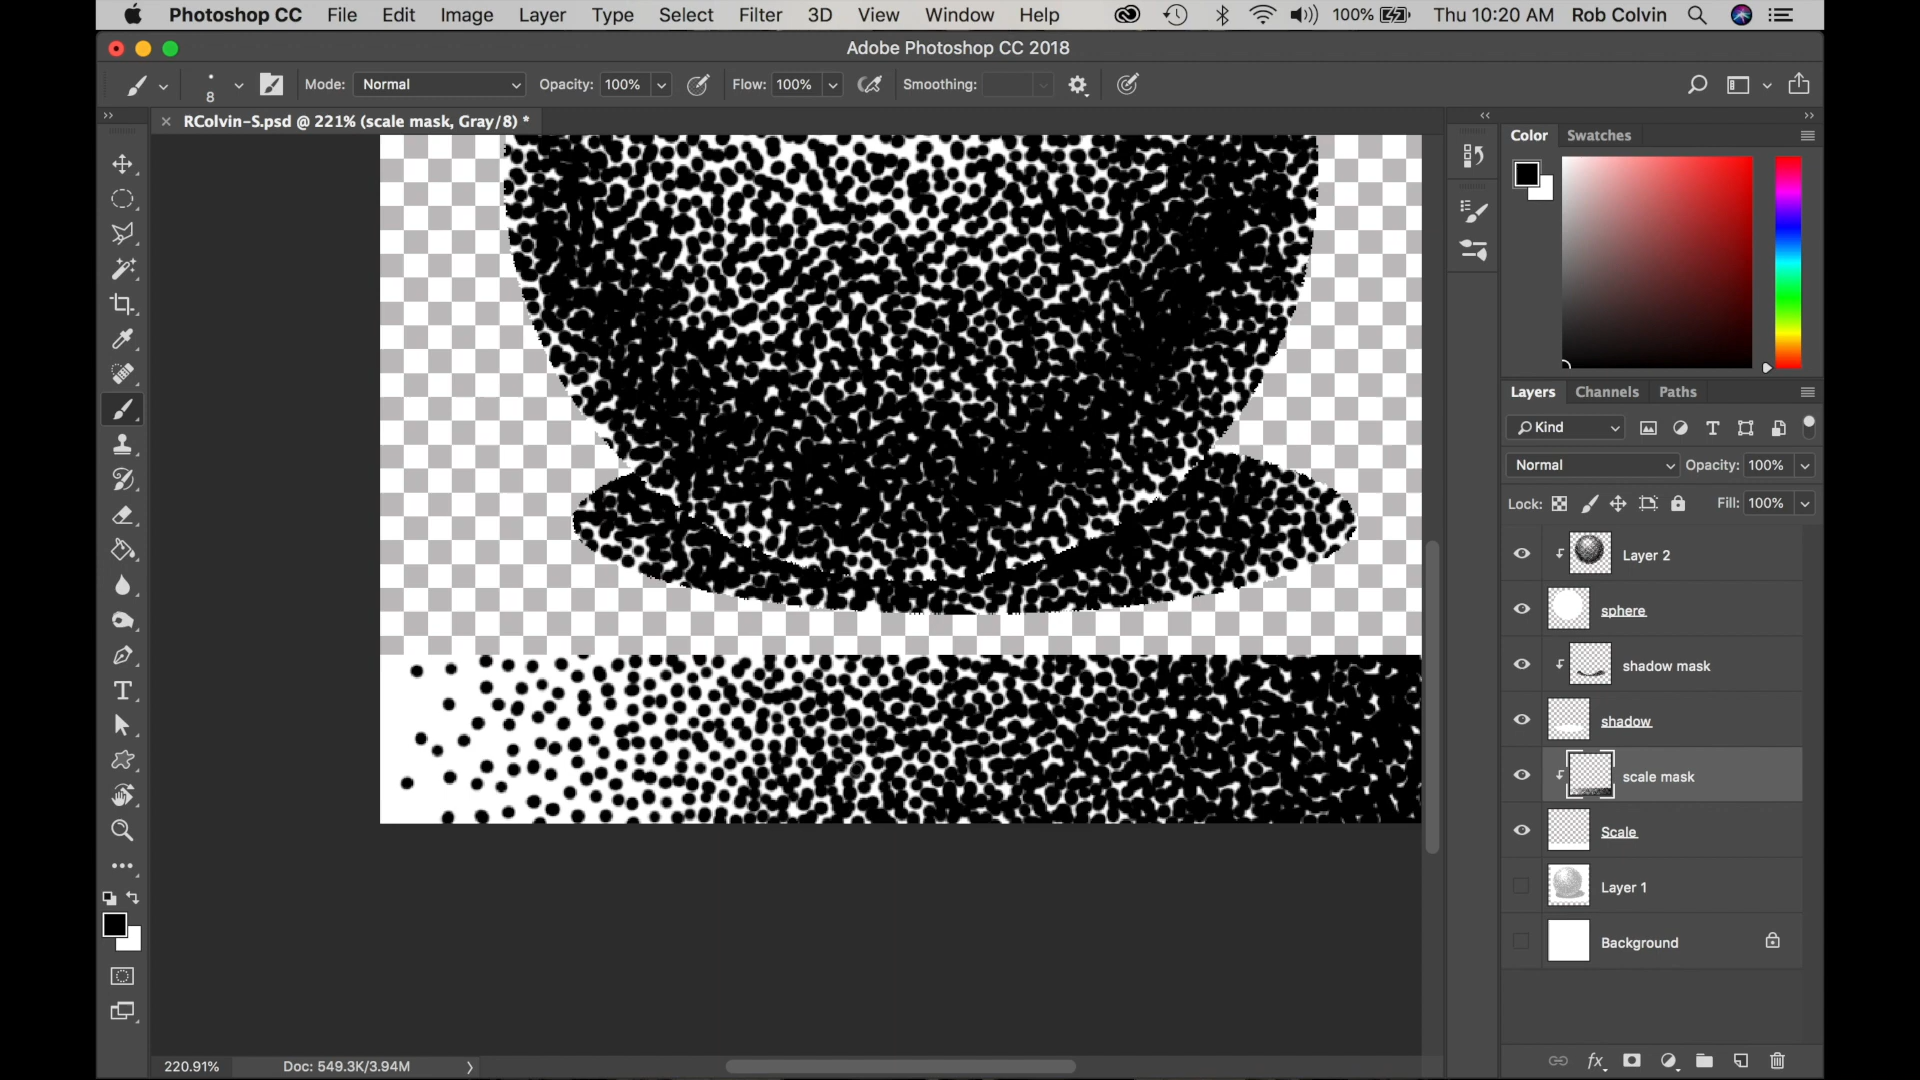 Photoshop CC File Edit Image Layer Type Select Filter 3D View Window Help 100% Thu 10:20 AM Rob Colvin
Adobe Photoshop CC 2018
8 Mode: Normal Opacity: 100% Flow: 100% Smoothing:
RColvin-S.psd @ 221% (scale mask, Gray/8) *
Color Swatches
Layers Channels Paths
Kind
Normal Opacity: 100%
Lock: Fill: 100%
Layer 2
sphere
shadow mask
shadow
scale mask
Scale
Layer 1
Background
220.91% Doc: 549.3K/3.94M